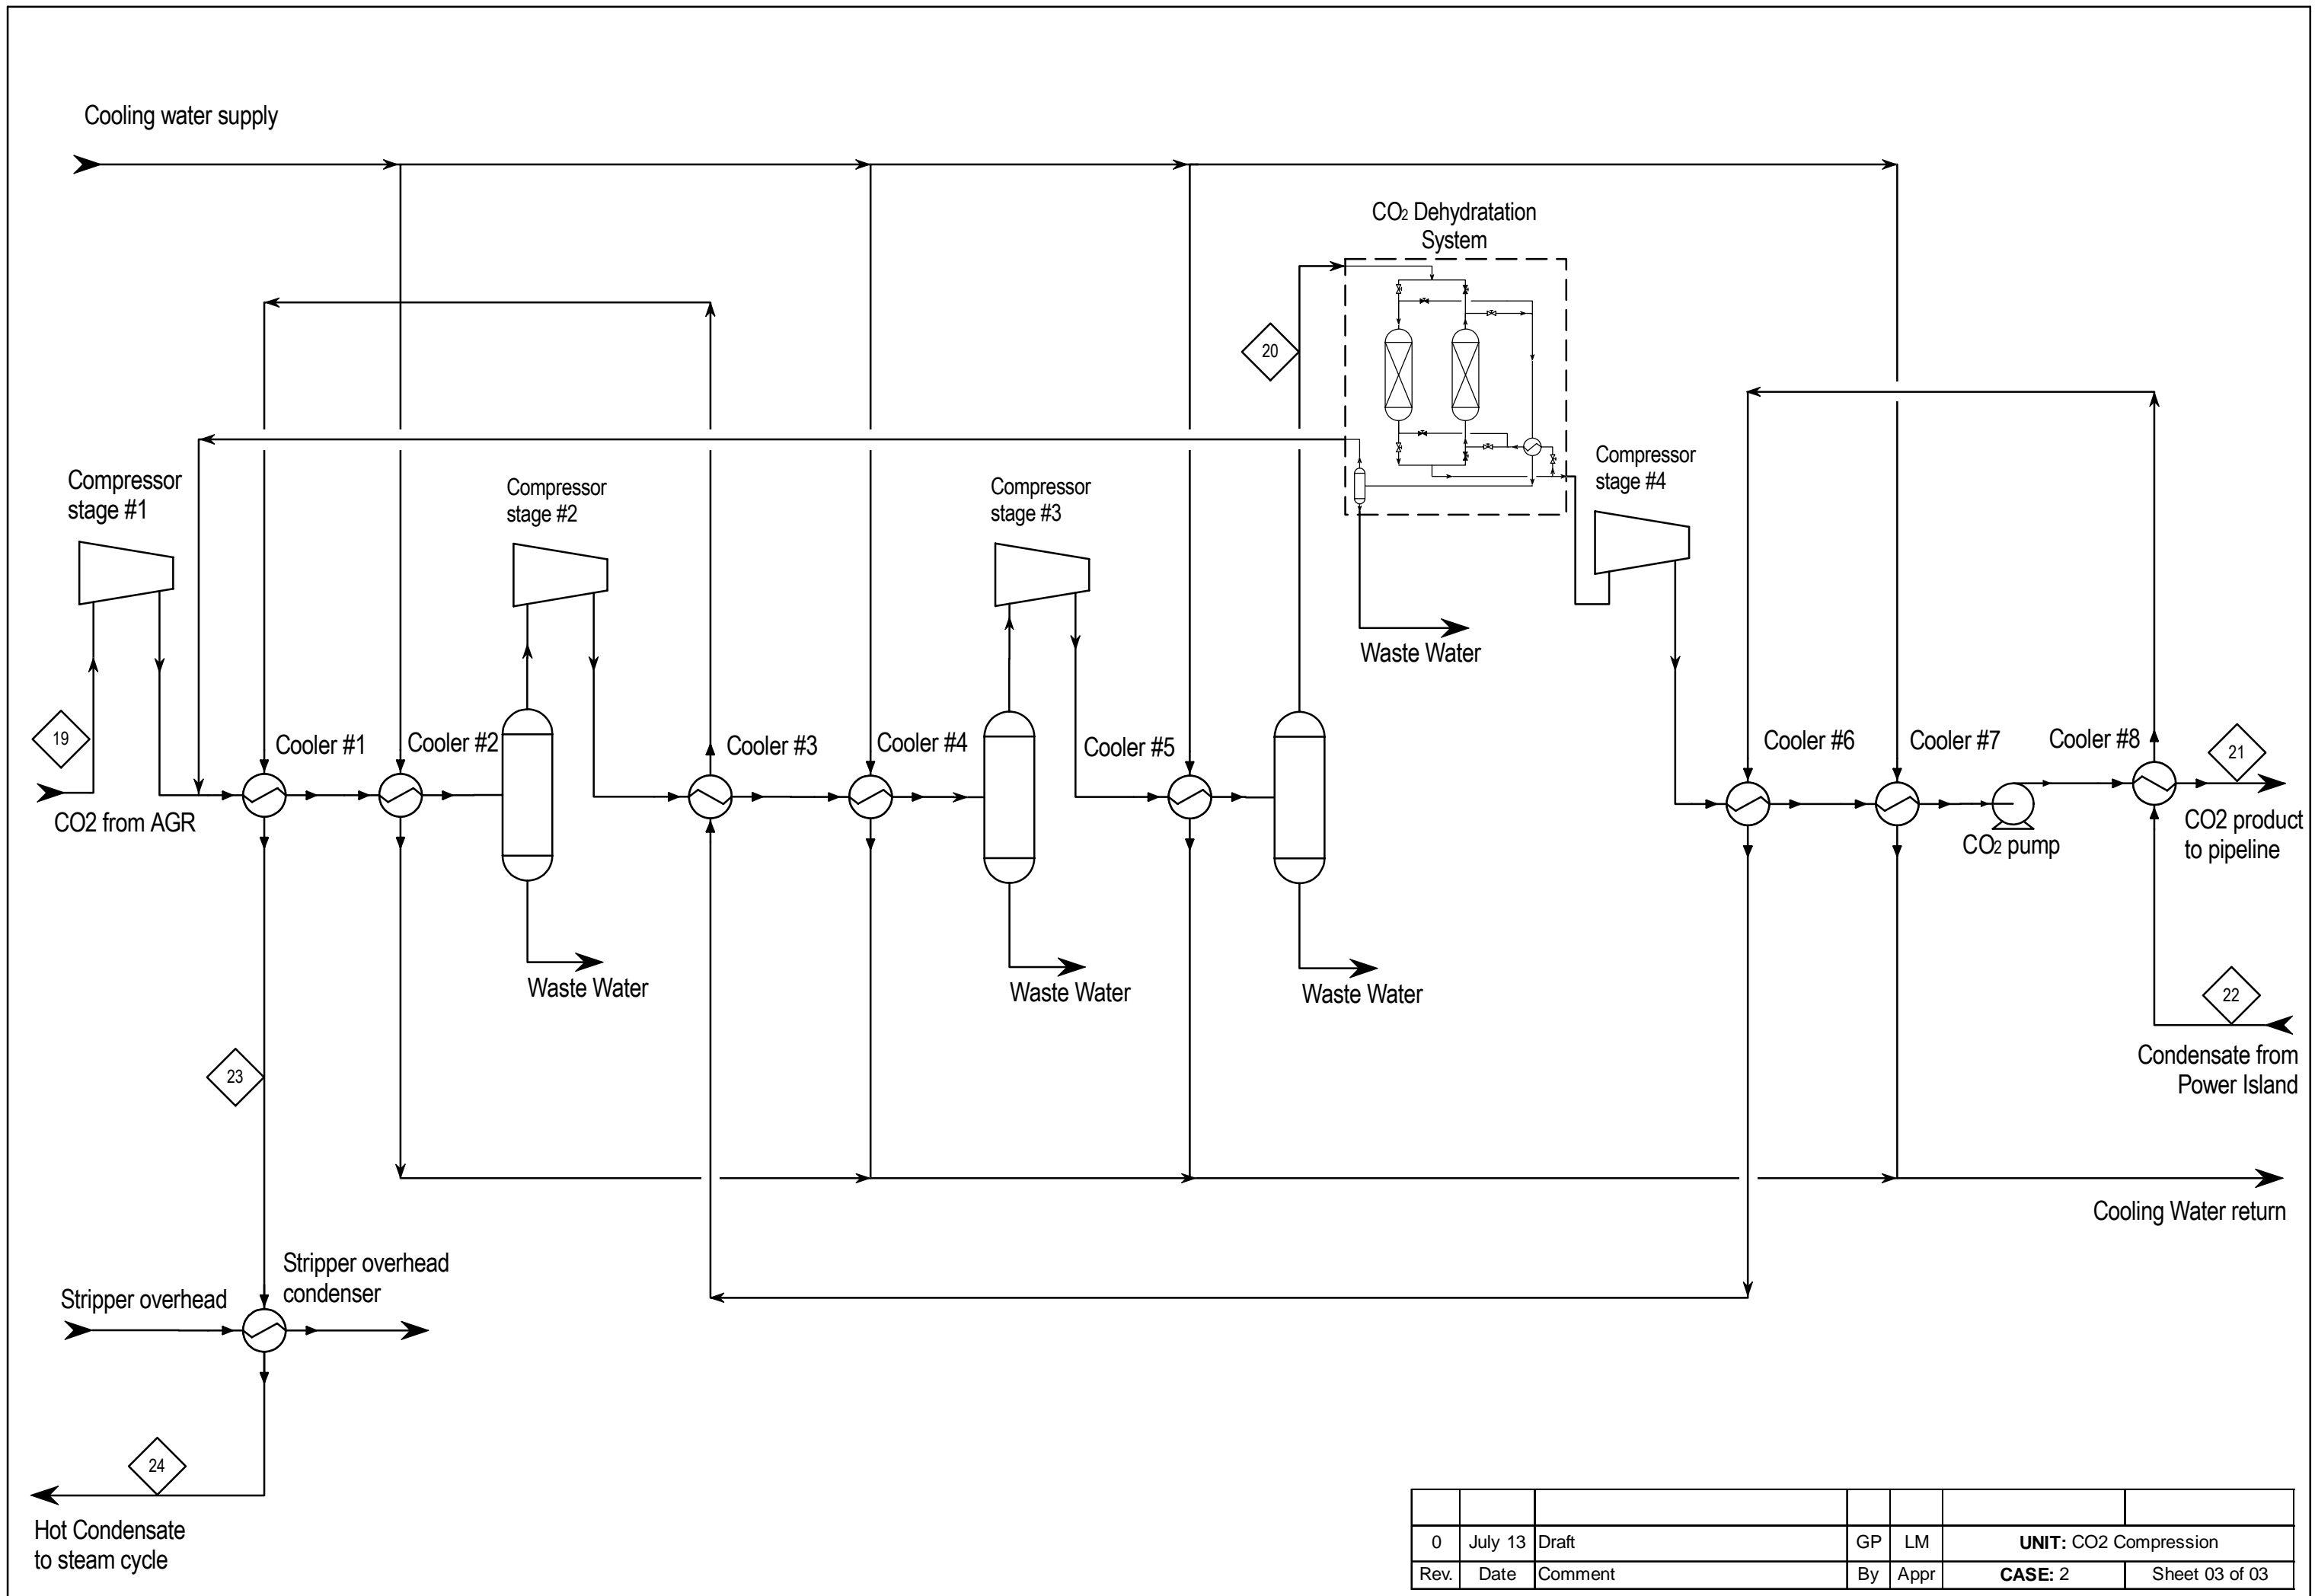 Cooling water supply
CO2 Dehydratation
System
20
Compressor
stage #1
Compressor
stage #2
Compressor
stage #3
Compressor
stage #4
Waste Water
19
Cooler #1
Cooler #2
Cooler #3
Cooler #4
Cooler #5
Cooler #6
Cooler #7
Cooler #8
21
CO2 from AGR
CO2 pump
CO2 product
to pipeline
Waste Water
Waste Water
Waste Water
22
Condensate from
Power Island
23
Cooling Water return
Stripper overhead
Stripper overhead
condenser
24
Hot Condensate
to steam cycle
0 July 13 Draft GP LM UNIT: CO2 Compression
Rev. Date Comment By Appr CASE: 2 Sheet 03 of 03